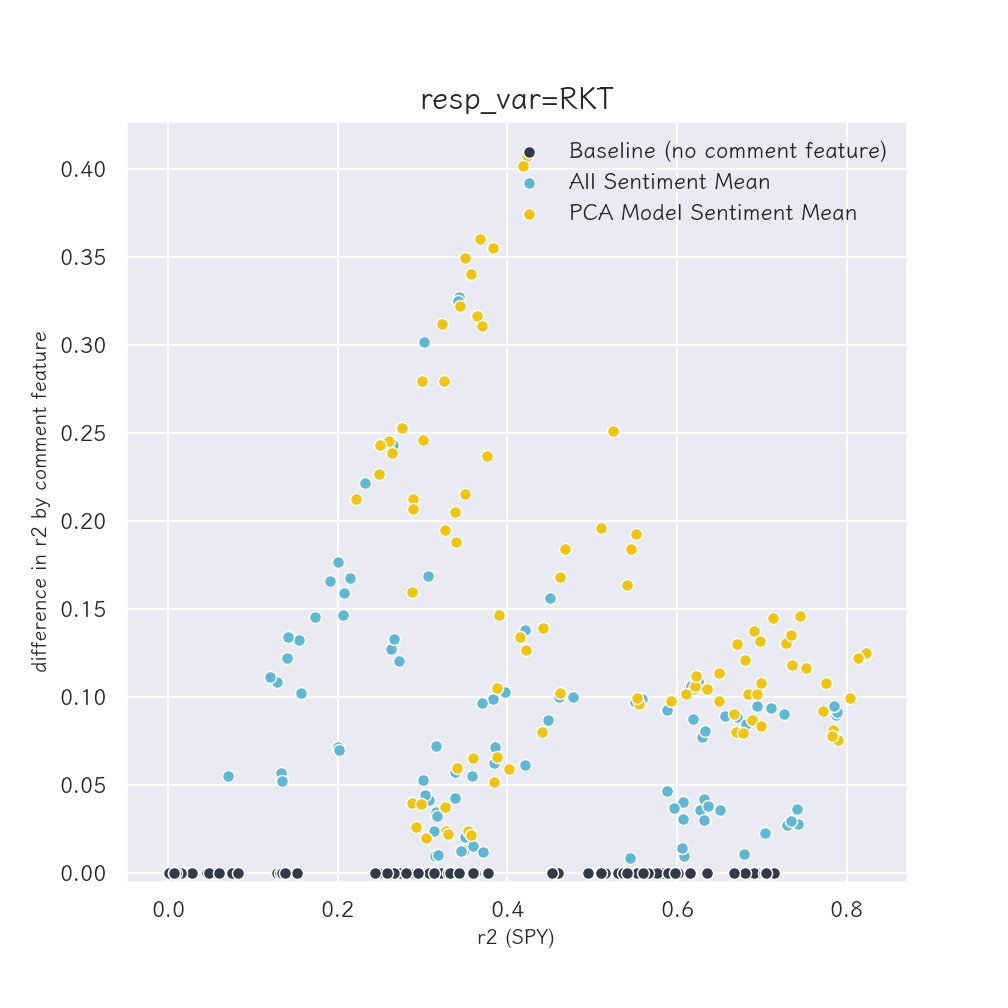 resp_var=RKT
Baseline (no comment feature)
All Sentiment Mean
PCA Model Sentiment Mean
difference in r2 by comment feature
0.40
0.35
0.30
0.25
0.20
0.15
0.10
0.05
0.00
0.0 0.2 0.4 0.6 0.8
r2 (SPY)